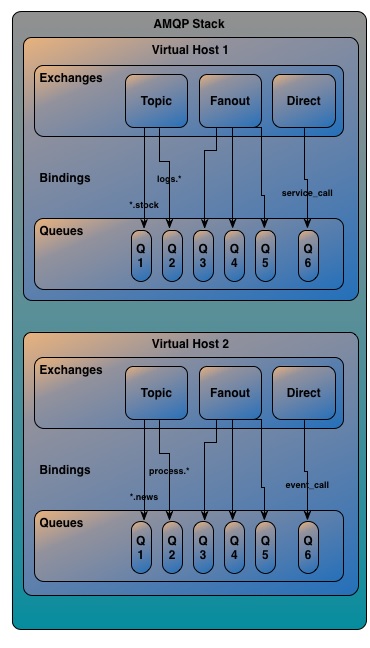 AMQP Stack
Virtual Host 1
Exchanges
Topic
Fanout
Direct
Bindings
logs.*
service_call
*.stock
Queues
Q
1
Q
2
Q
3
Q
4
Q
5
Q
6
Virtual Host 2
Exchanges
Topic
Fanout
Direct
Bindings
process.*
event_call
*.news
Queues
Q
1
Q
2
Q
3
Q
4
Q
5
Q
6